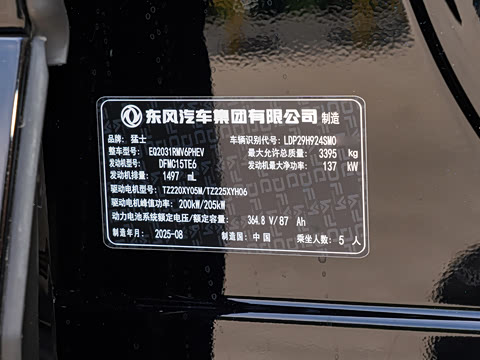 东风汽车集团有限公司 制造
品牌：猛士 车辆识别代号：LDP29H924SM0
整车型号：EQ2031RWV6PHEV 最大允许总质量：3395 kg
发动机型号：DFMC15TE6 发动机最大净功率：137 kW
发动机排量：1497 mL
驱动电机型号：TZ220XY05M/TZ225XYH06
驱动电机峰值功率：200kW/205kW
动力电池系统额定电压/额定容量：364.8 V/87 Ah
制造年月：2025-08 制造国：中国 乘坐人数：5 人